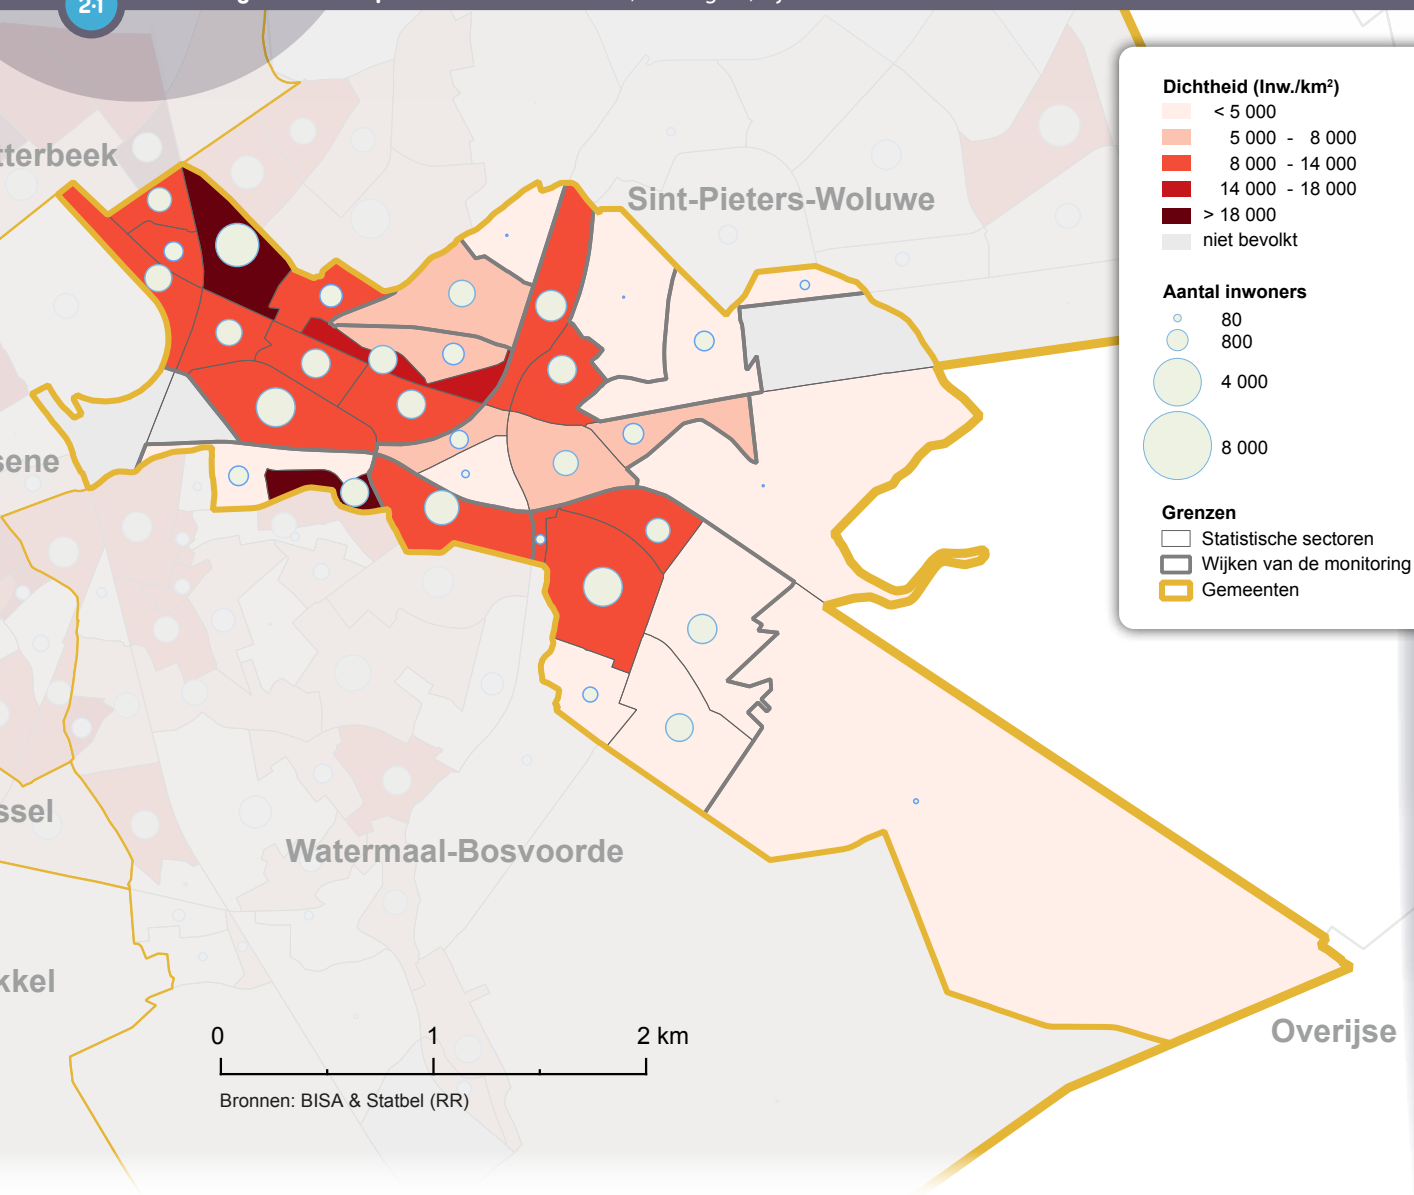 2·1
tterbeek
Sint-Pieters-Woluwe
sene
ssel
Watermaal-Bosvoorde
kkel
Overijse
Dichtheid (Inw./km²)
< 5 000
5 000 - 8 000
8 000 - 14 000
14 000 - 18 000
> 18 000
niet bevolkt
Aantal inwoners
80
800
4 000
8 000
Grenzen
Statistische sectoren
Wijken van de monitoring
Gemeenten
0 1 2 km
Bronnen: BISA & Statbel (RR)